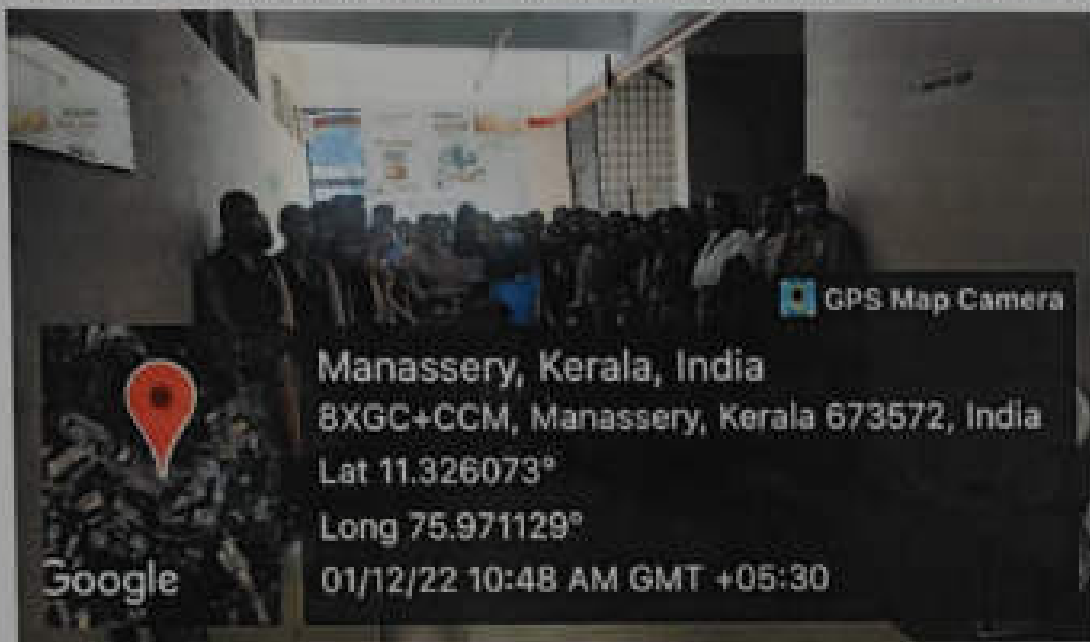 GPS Map Camera
Manassery, Kerala, India
8XGC+CCM, Manassery, Kerala 673572, India
Lat 11.326073°
Long 75.971129°
01/12/22 10:48 AM GMT +05:30
Google